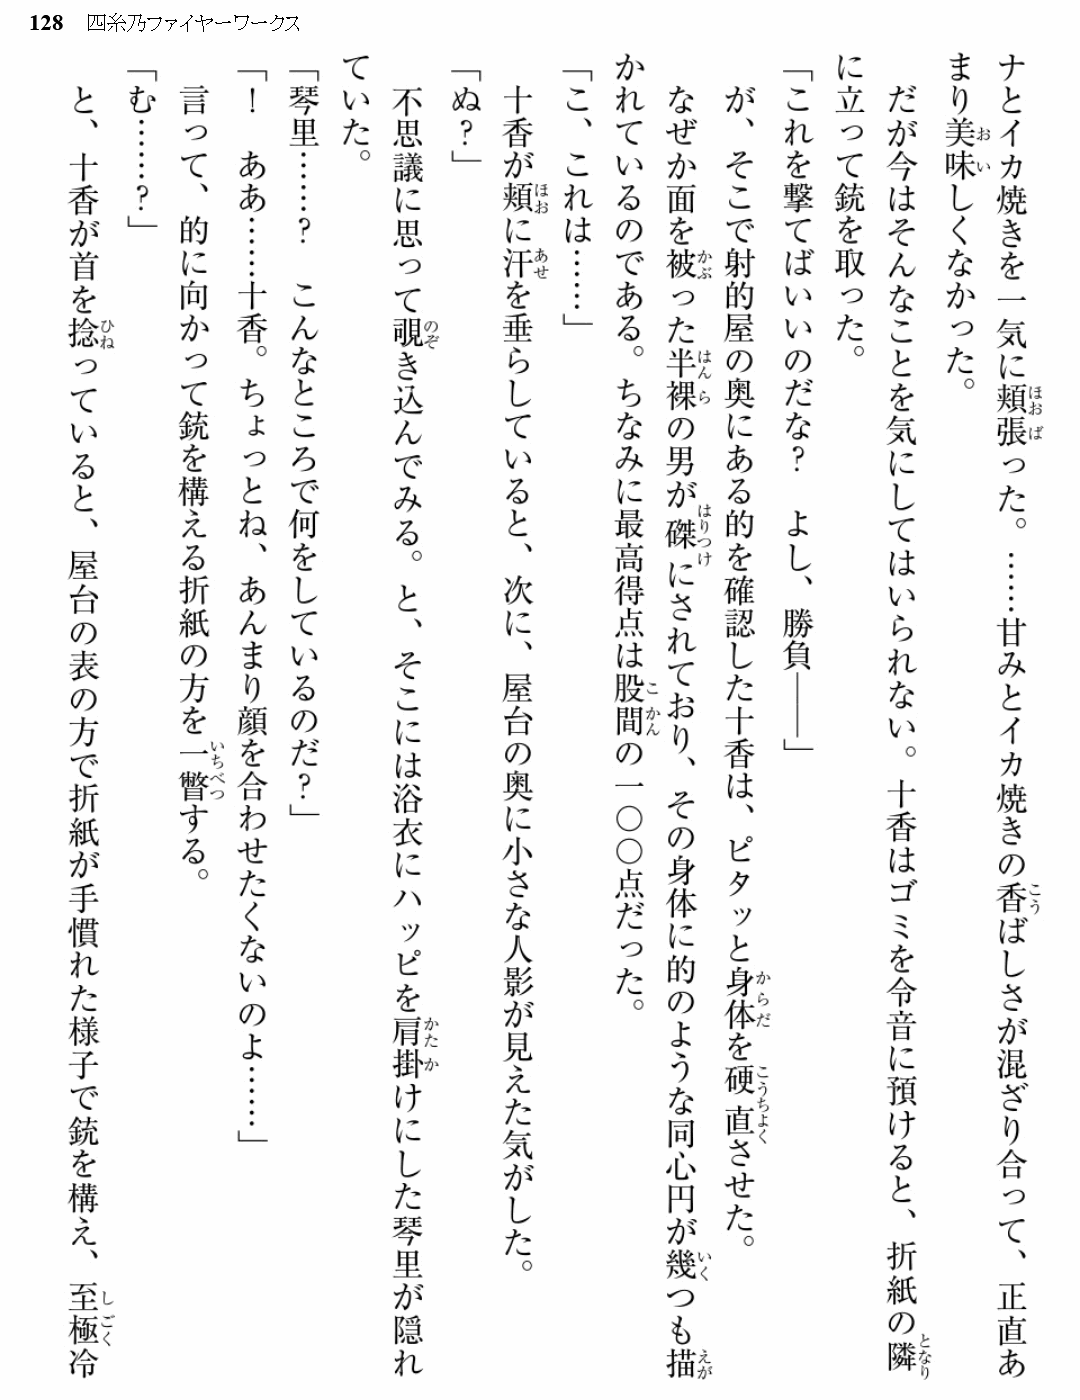 128 四糸乃ファイヤーワークス
ナとイカ焼きを一気に頬張った。……甘みとイカ焼きの香ばしさが混ざり合って、正直あ
まり美味しくなかった。
だが今はそんなことを気にしてはいられない。十香はゴミを令音に預けると、折紙の隣
に立って銃を取った。
「これを撃てばいいのだな？　よし、勝負――」
が、そこで射的屋の奥にある的を確認した十香は、ピタッと身体を硬直させた。
なぜか面を被った半裸の男が磔にされており、その身体に的のような同心円が幾つも描
かれているのである。ちなみに最高得点は股間の一〇〇点だった。
「こ、これは……」
十香が頬に汗を垂らしていると、次に、屋台の奥に小さな人影が見えた気がした。
「ぬ？」
不思議に思って覗き込んでみる。と、そこには浴衣にハッピを肩掛けにした琴里が隠れ
ていた。
「琴里……？　こんなところで何をしているのだ？」
「！　ああ……十香。ちょっとね、あんまり顔を合わせたくないのよ……」
言って、的に向かって銃を構える折紙の方を一瞥する。
「む……？」
と、十香が首を捻っていると、屋台の表の方で折紙が手慣れた様子で銃を構え、至極冷